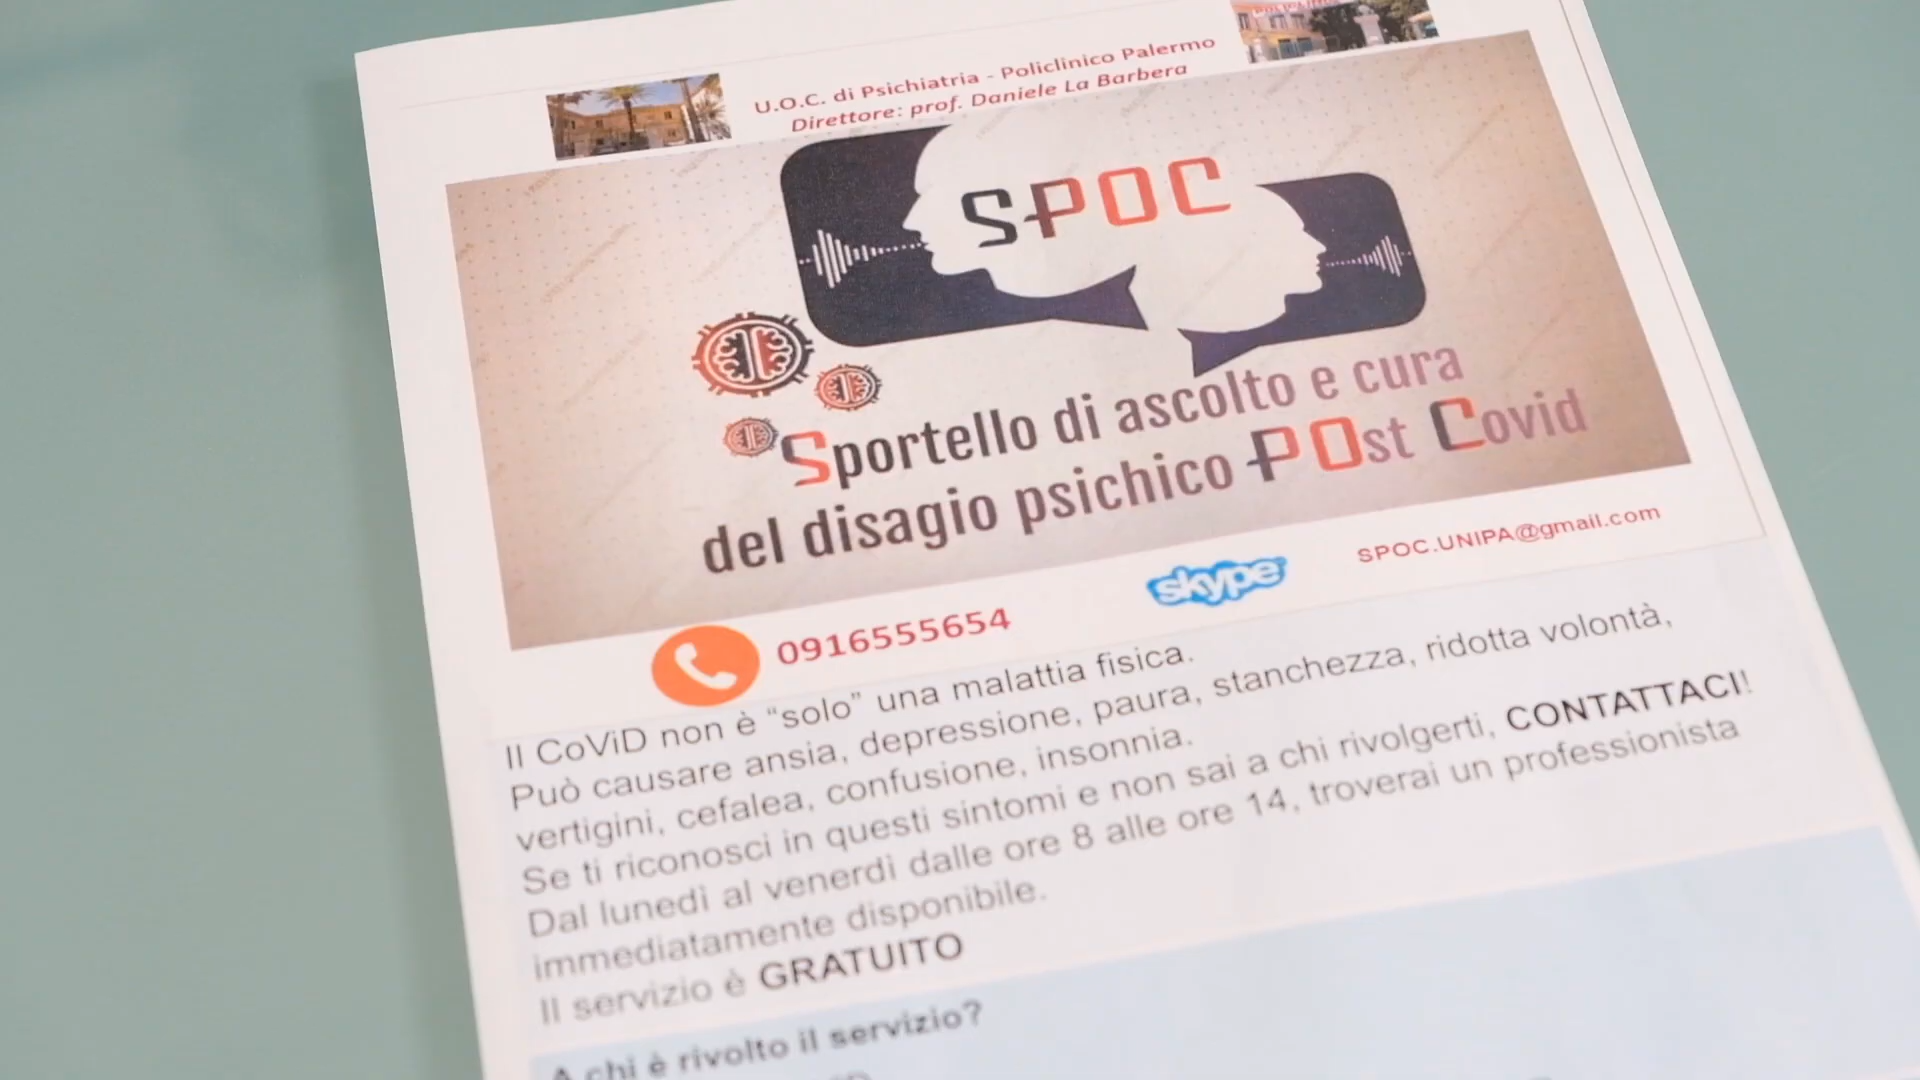 U.O.C. di Psichiatria - Policlinico Palermo
Direttore: prof. Daniele La Barbera
SPOC
Sportello di ascolto e cura
del disagio psichico POst Covid
0916555654
skype
SPOC.UNIPA@gmail.com
Il CoViD non è “solo” una malattia fisica.
Può causare ansia, depressione, paura, stanchezza, ridotta volontà,
vertigini, cefalea, confusione, insonnia.
Se ti riconosci in questi sintomi e non sai a chi rivolgerti, CONTATTACI!
Dal lunedì al venerdì dalle ore 8 alle ore 14, troverai un professionista
immediatamente disponibile.
Il servizio è GRATUITO
A chi è rivolto il servizio?